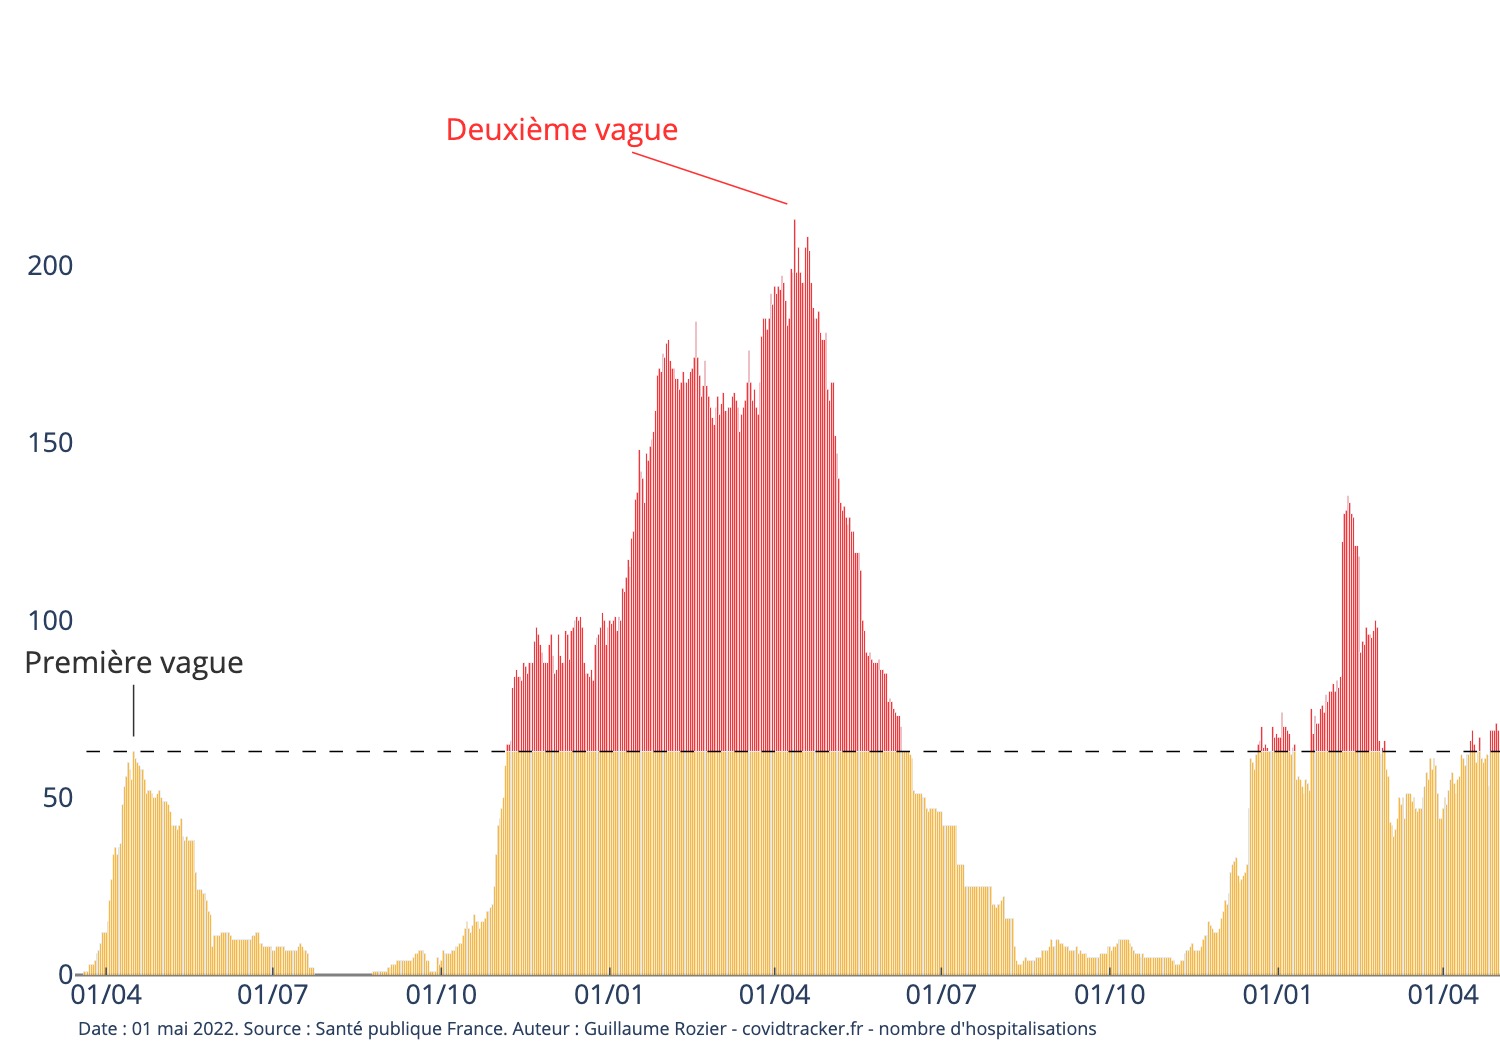 Deuxième vague
200
150
100
Première vague
50
0
01/04 01/07 01/10 01/01 01/04 01/07 01/10 01/01 01/04
Date : 01 mai 2022. Source : Santé publique France. Auteur : Guillaume Rozier - covidtracker.fr - nombre d'hospitalisations